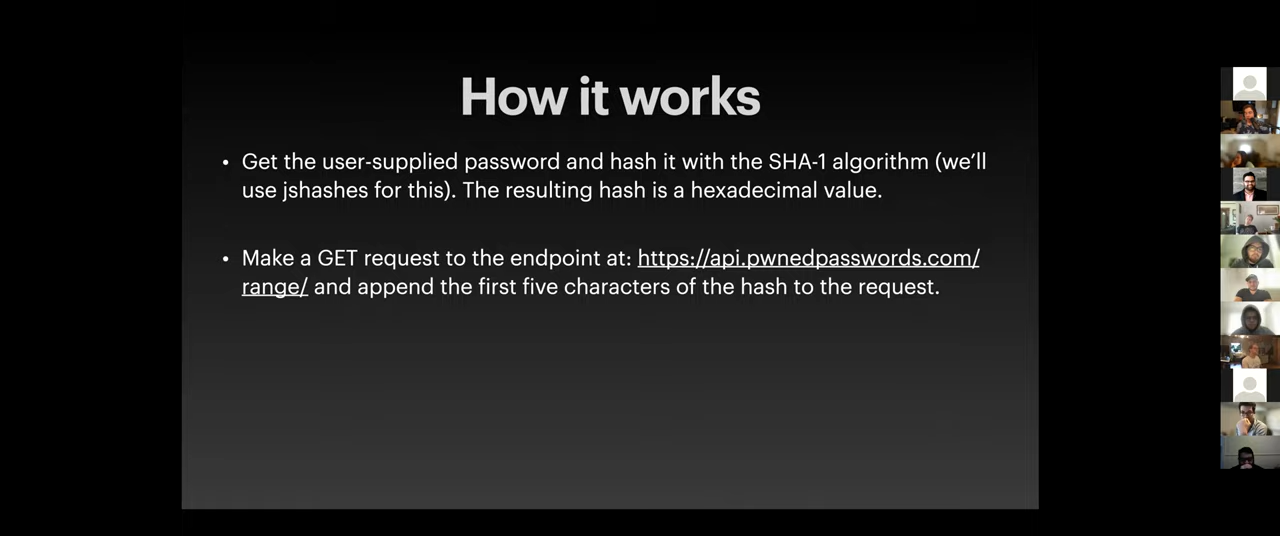 How it works
• Get the user-supplied password and hash it with the SHA-1 algorithm (we’ll
use jshashes for this). The resulting hash is a hexadecimal value.
• Make a GET request to the endpoint at: https://api.pwnedpasswords.com/
range/ and append the first five characters of the hash to the request.